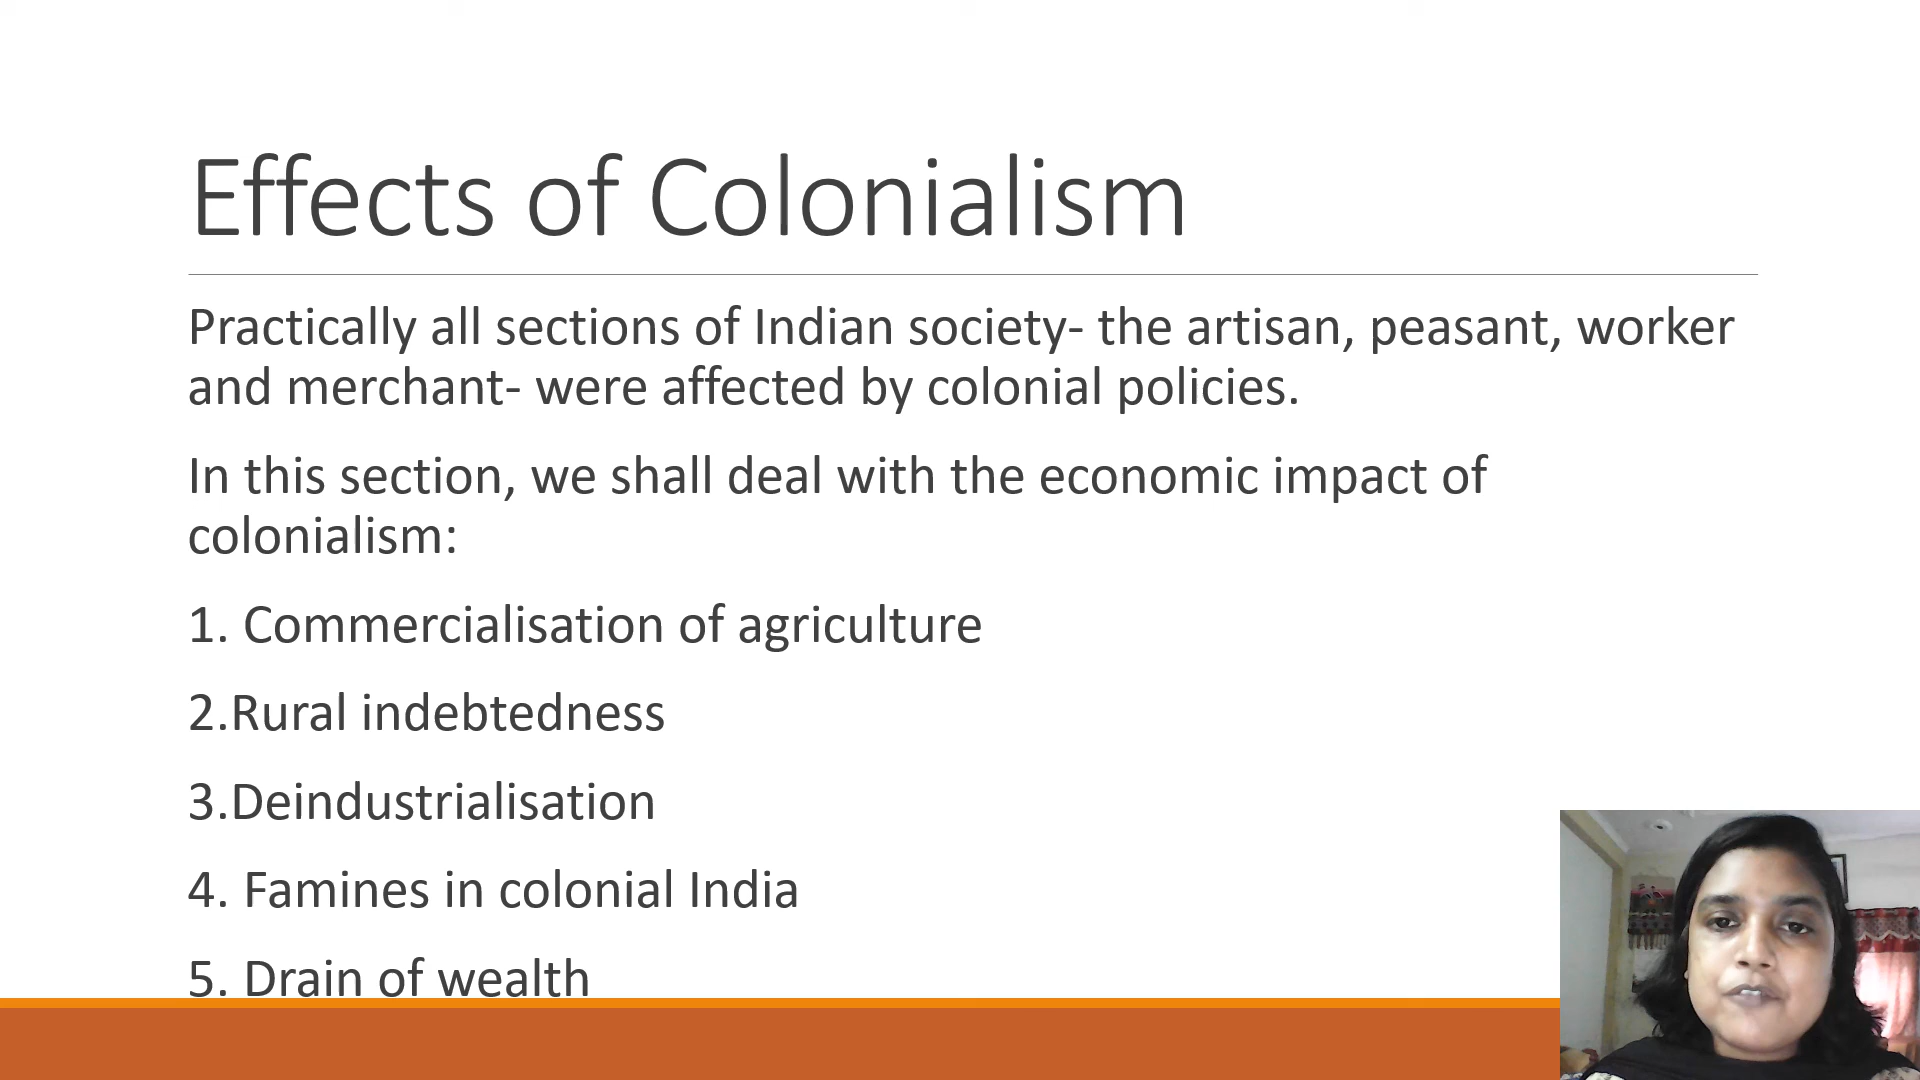 Effects of Colonialism
Practically all sections of Indian society- the artisan, peasant, worker
and merchant- were affected by colonial policies.
In this section, we shall deal with the economic impact of
colonialism:
1. Commercialisation of agriculture
2.Rural indebtedness
3.Deindustrialisation
4. Famines in colonial India
5. Drain of wealth